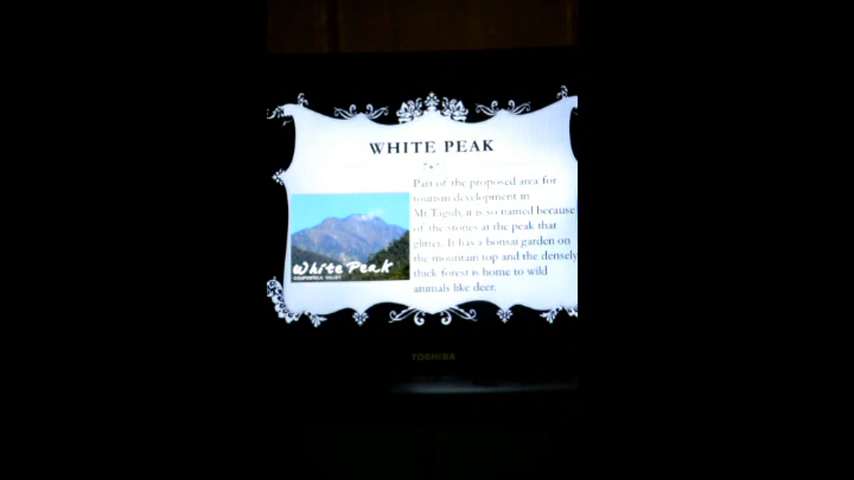 WHITE PEAK
Part of the proposed area for
tourism development in
Mt.Tagub, it is so named because
of the stones at the peak that
glitter. It has a bonsai garden on
the mountain top and the densely
thick forest is home to wild
animals like deer.
White Peak
COMPOSTELA VALLEY
TOSHIBA